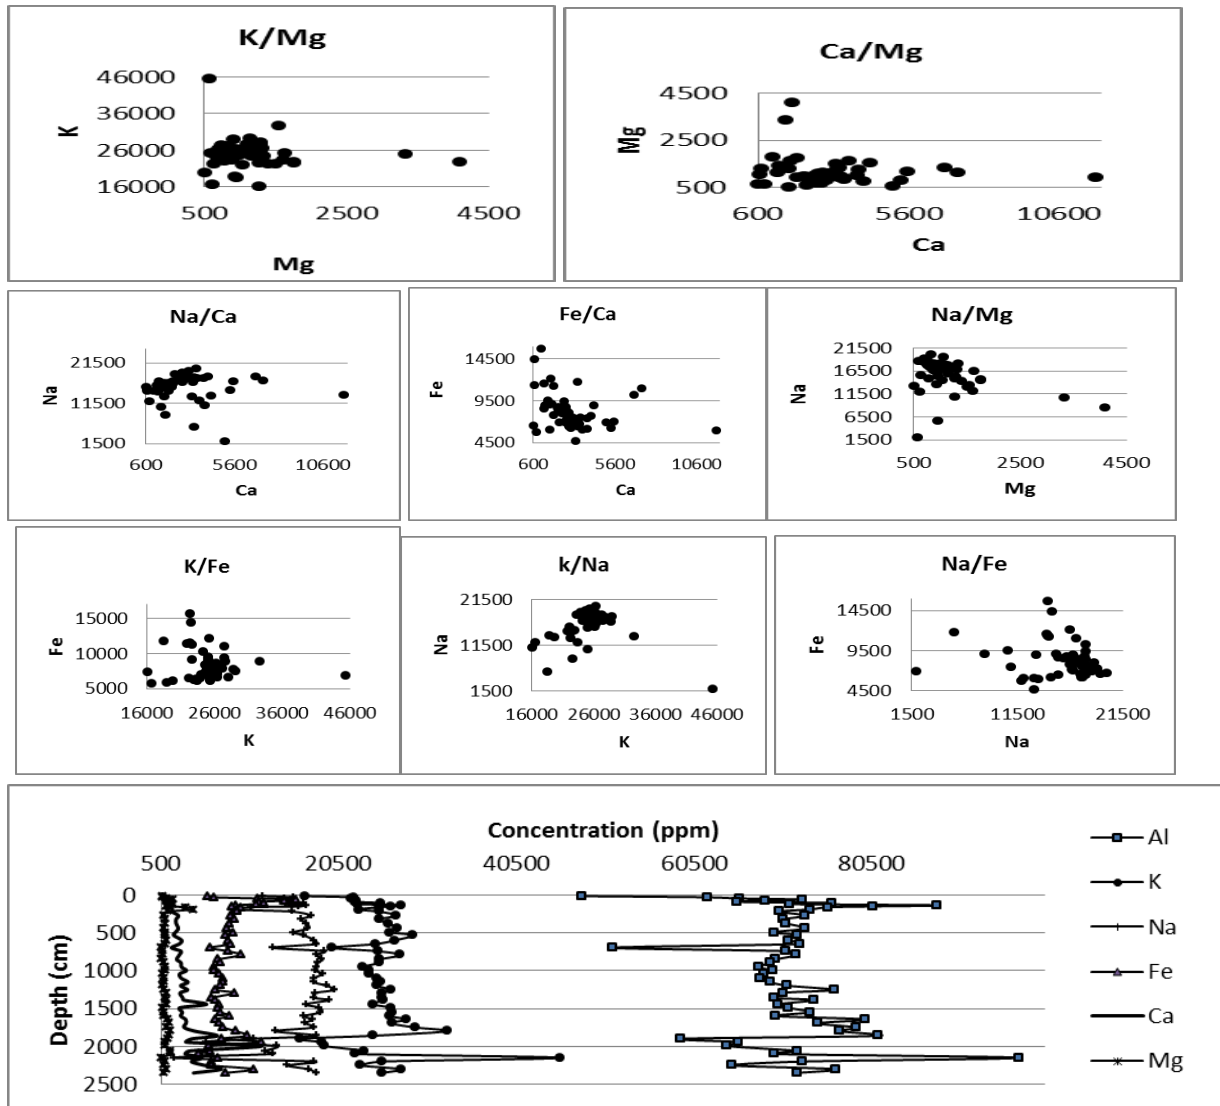 K/Mg
46000
36000
26000
16000
K
500 2500 4500
Mg
Ca/Mg
4500
2500
500
Mg
600 5600 10600
Ca
Na/Ca
21500
11500
1500
Na
600 5600 10600
Ca
Fe/Ca
14500
9500
4500
Fe
600 5600 10600
Ca
Na/Mg
21500
16500
11500
6500
1500
Na
500 2500 4500
Mg
K/Fe
15000
10000
5000
Fe
16000 26000 36000 46000
K
k/Na
21500
11500
1500
Na
16000 26000 36000 46000
K
Na/Fe
14500
9500
4500
Fe
1500 11500 21500
Na
Concentration (ppm)
500 20500 40500 60500 80500
0
500
1000
1500
2000
2500
Depth (cm)
Al
K
Na
Fe
Ca
Mg